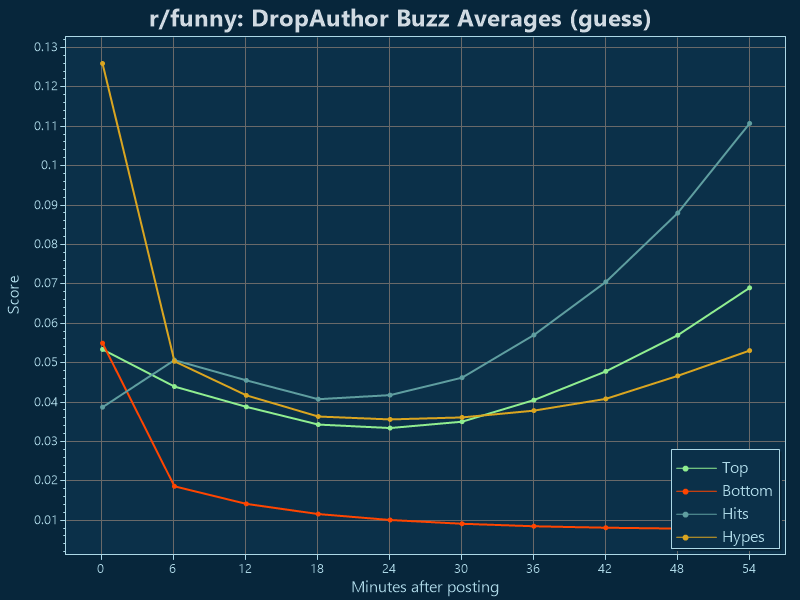 r/funny: DropAuthor Buzz Averages (guess)
0.13
0.12
0.11
0.1
0.09
0.08
0.07
0.06
0.05
0.04
0.03
0.02
0.01
Score
Top
Bottom
Hits
Hypes
0 6 12 18 24 30 36 42 48 54
Minutes after posting